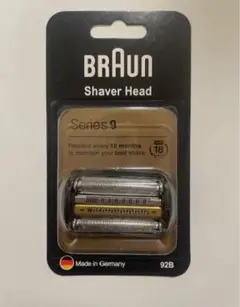 BRAUN
Shaver Head
Series 9
Replace every 18 months
to maintain your best shave
18
Made in Germany
92B